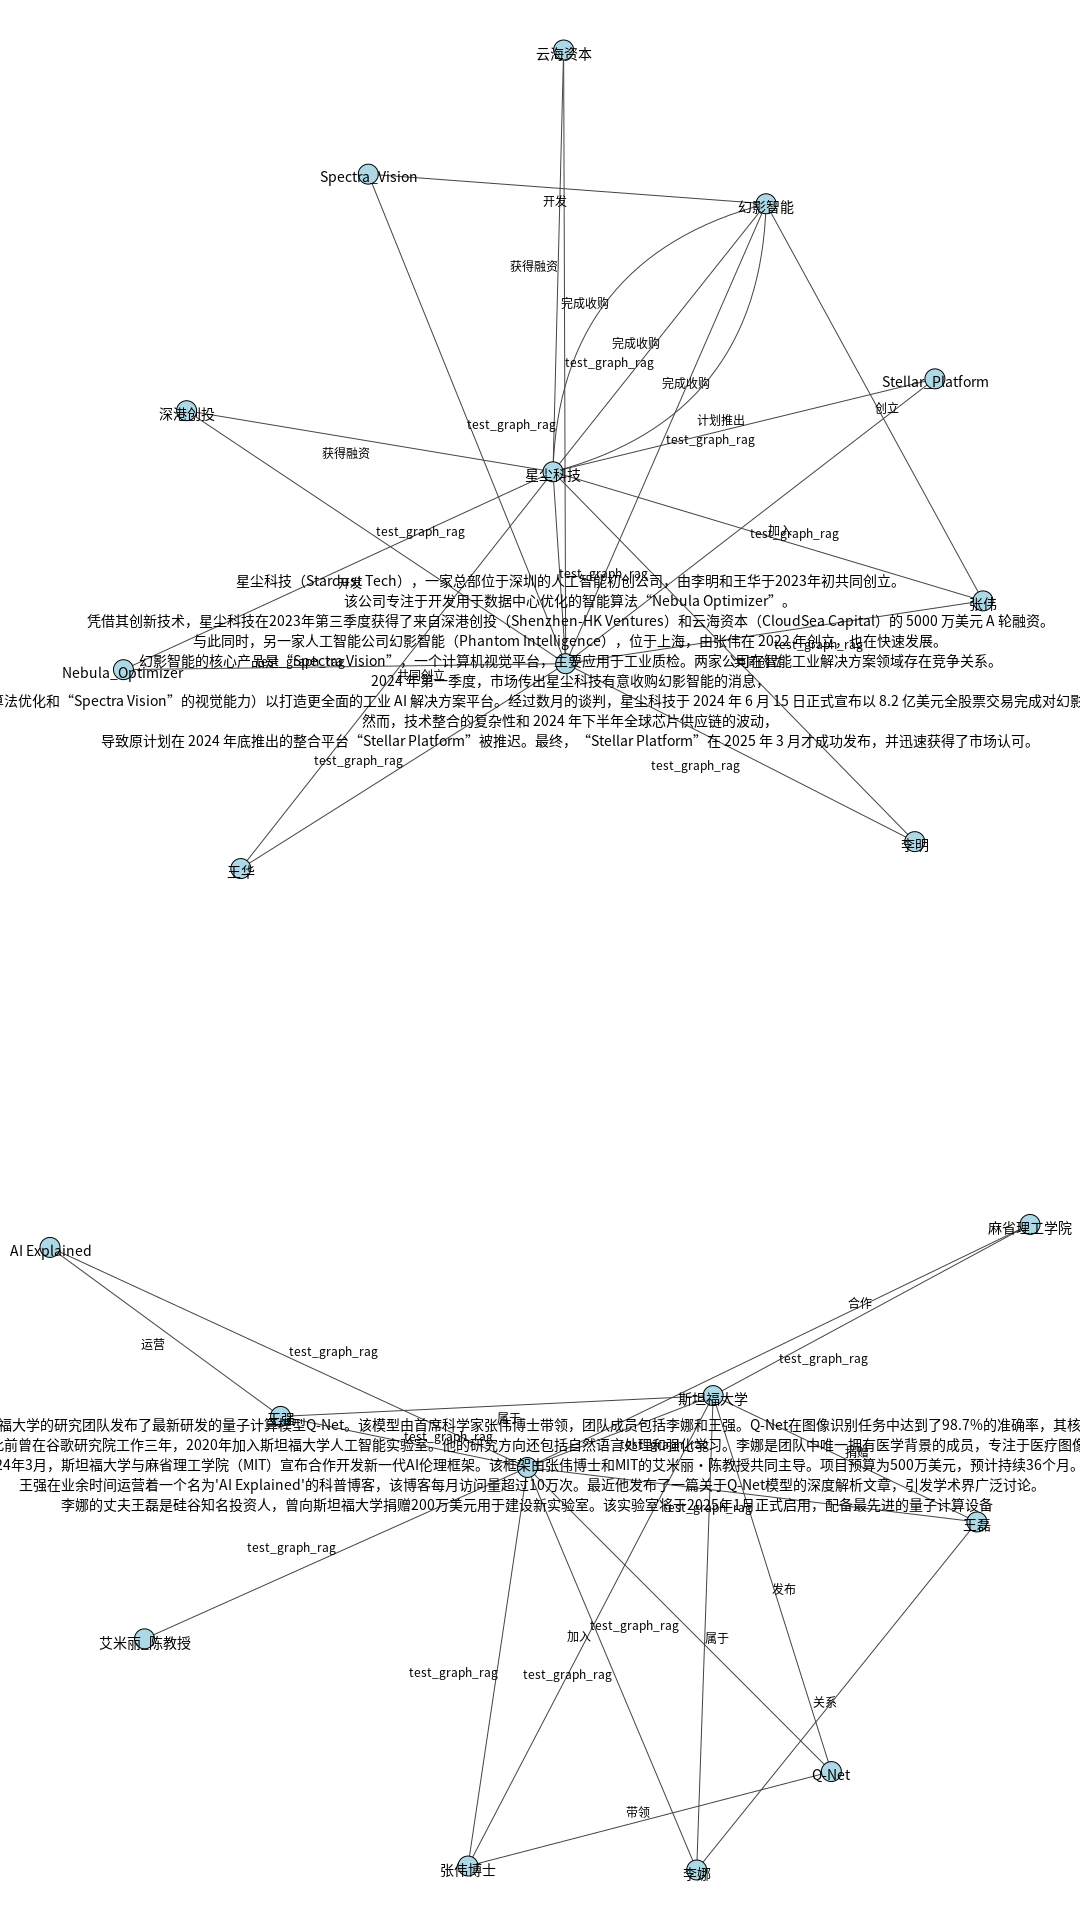 云海资本
Spectra_Vision
开发
幻影智能
获得融资
完成收购
完成收购
test_graph_rag
完成收购
Stellar_Platform
创立
深港创投
计划推出
test_graph_rag
test_graph_rag
获得融资
星尘科技
test_graph_rag
加入
test_graph_rag
test_graph_rag
星尘科技（Stardust Tech），一家总部位于深圳的人工智能初创公司，由李明和王华于2023年初共同创立。
开发
该公司专注于开发用于数据中心优化的智能算法“Nebula Optimizer”。
张伟
凭借其创新技术，星尘科技在2023年第三季度获得了来自深港创投（Shenzhen-HK Ventures）和云海资本（CloudSea Capital）的 5000 万美元 A 轮融资。
与此同时，另一家人工智能公司幻影智能（Phantom Intelligence），位于上海，由张伟在 2022 年创立，也在快速发展。
test_graph_rag
幻影智能的核心产品是“Spectra Vision”，一个计算机视觉平台，主要应用于工业质检。两家公司在智能工业解决方案领域存在竞争关系。
test_graph_rag
共同创立
Nebula_Optimizer
共同创立
2024 年第一季度，市场传出星尘科技有意收购幻影智能的消息，
算法优化和“Spectra Vision”的视觉能力）以打造更全面的工业 AI 解决方案平台。经过数月的谈判，星尘科技于 2024 年 6 月 15 日正式宣布以 8.2 亿美元全股票交易完成对幻影
然而，技术整合的复杂性和 2024 年下半年全球芯片供应链的波动，
导致原计划在 2024 年底推出的整合平台“Stellar Platform”被推迟。最终，“Stellar Platform”在 2025 年 3 月才成功发布，并迅速获得了市场认可。
test_graph_rag
test_graph_rag
李明
王华
麻省理工学院
AI Explained
合作
运营
test_graph_rag
test_graph_rag
斯坦福大学
王强
属于
福大学的研究团队发布了最新研发的量子计算模型Q-Net。该模型由首席科学家张伟博士带领，团队成员包括李娜和王强。Q-Net在图像识别任务中达到了98.7%的准确率，其核
test_graph_rag
test_graph_rag
捐赠
此前曾在谷歌研究院工作三年，2020年加入斯坦福大学人工智能实验室。他的研究方向还包括自然语言处理和强化学习。李娜是团队中唯一拥有医学背景的成员，专注于医疗图像
24年3月，斯坦福大学与麻省理工学院（MIT）宣布合作开发新一代AI伦理框架。该框架由张伟博士和MIT的艾米丽·陈教授共同主导。项目预算为500万美元，预计持续36个月。
王强在业余时间运营着一个名为'AI Explained'的科普博客，该博客每月访问量超过10万次。最近他发布了一篇关于Q-Net模型的深度解析文章，引发学术界广泛讨论。
李娜的丈夫王磊是硅谷知名投资人，曾向斯坦福大学捐赠200万美元用于建设新实验室。该实验室将于2025年1月正式启用，配备最先进的量子计算设备
test_graph_rag
王磊
test_graph_rag
发布
test_graph_rag
加入
属于
艾米丽_陈教授
test_graph_rag
test_graph_rag
关系
Q-Net
带领
张伟博士
李娜